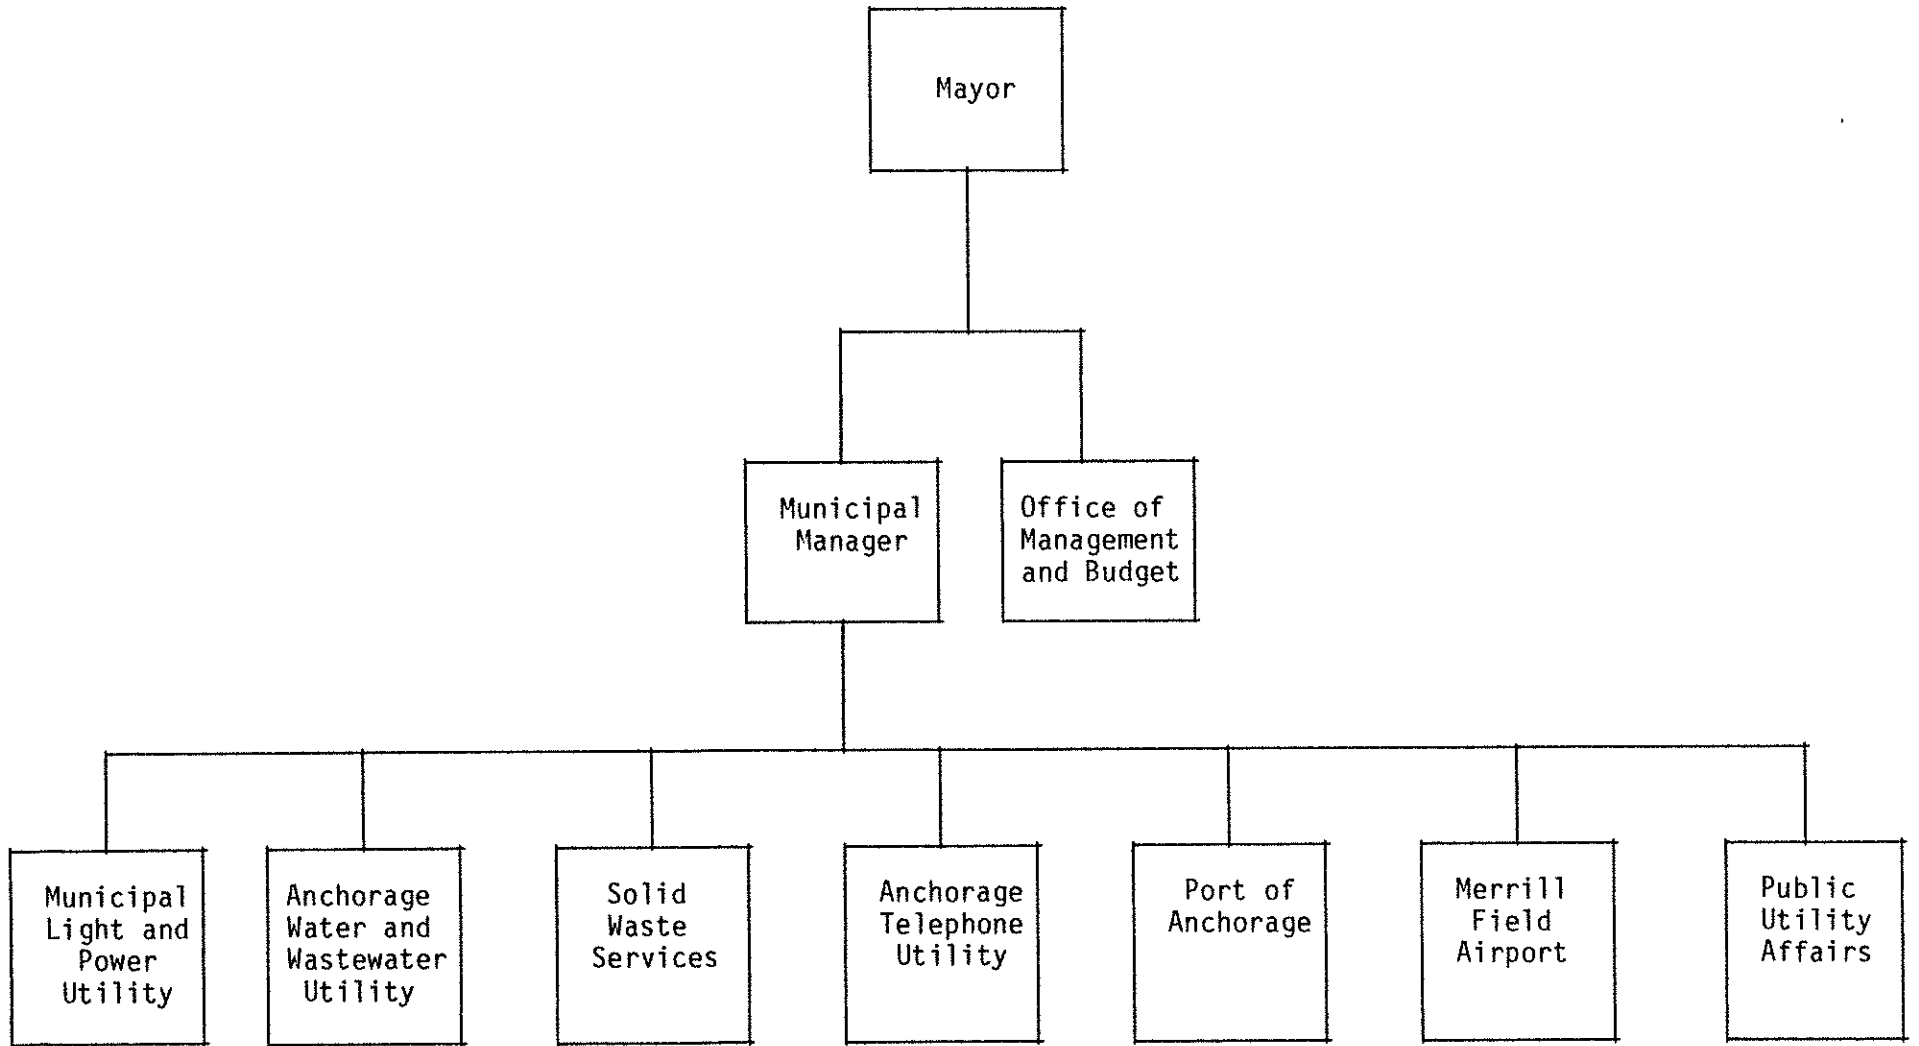 Mayor
Municipal
Manager
Office of
Management
and Budget
Municipal
Light and
Power
Utility
Anchorage
Water and
Wastewater
Utility
Solid
Waste
Services
Anchorage
Telephone
Utility
Port of
Anchorage
Merrill
Field
Airport
Public
Utility
Affairs